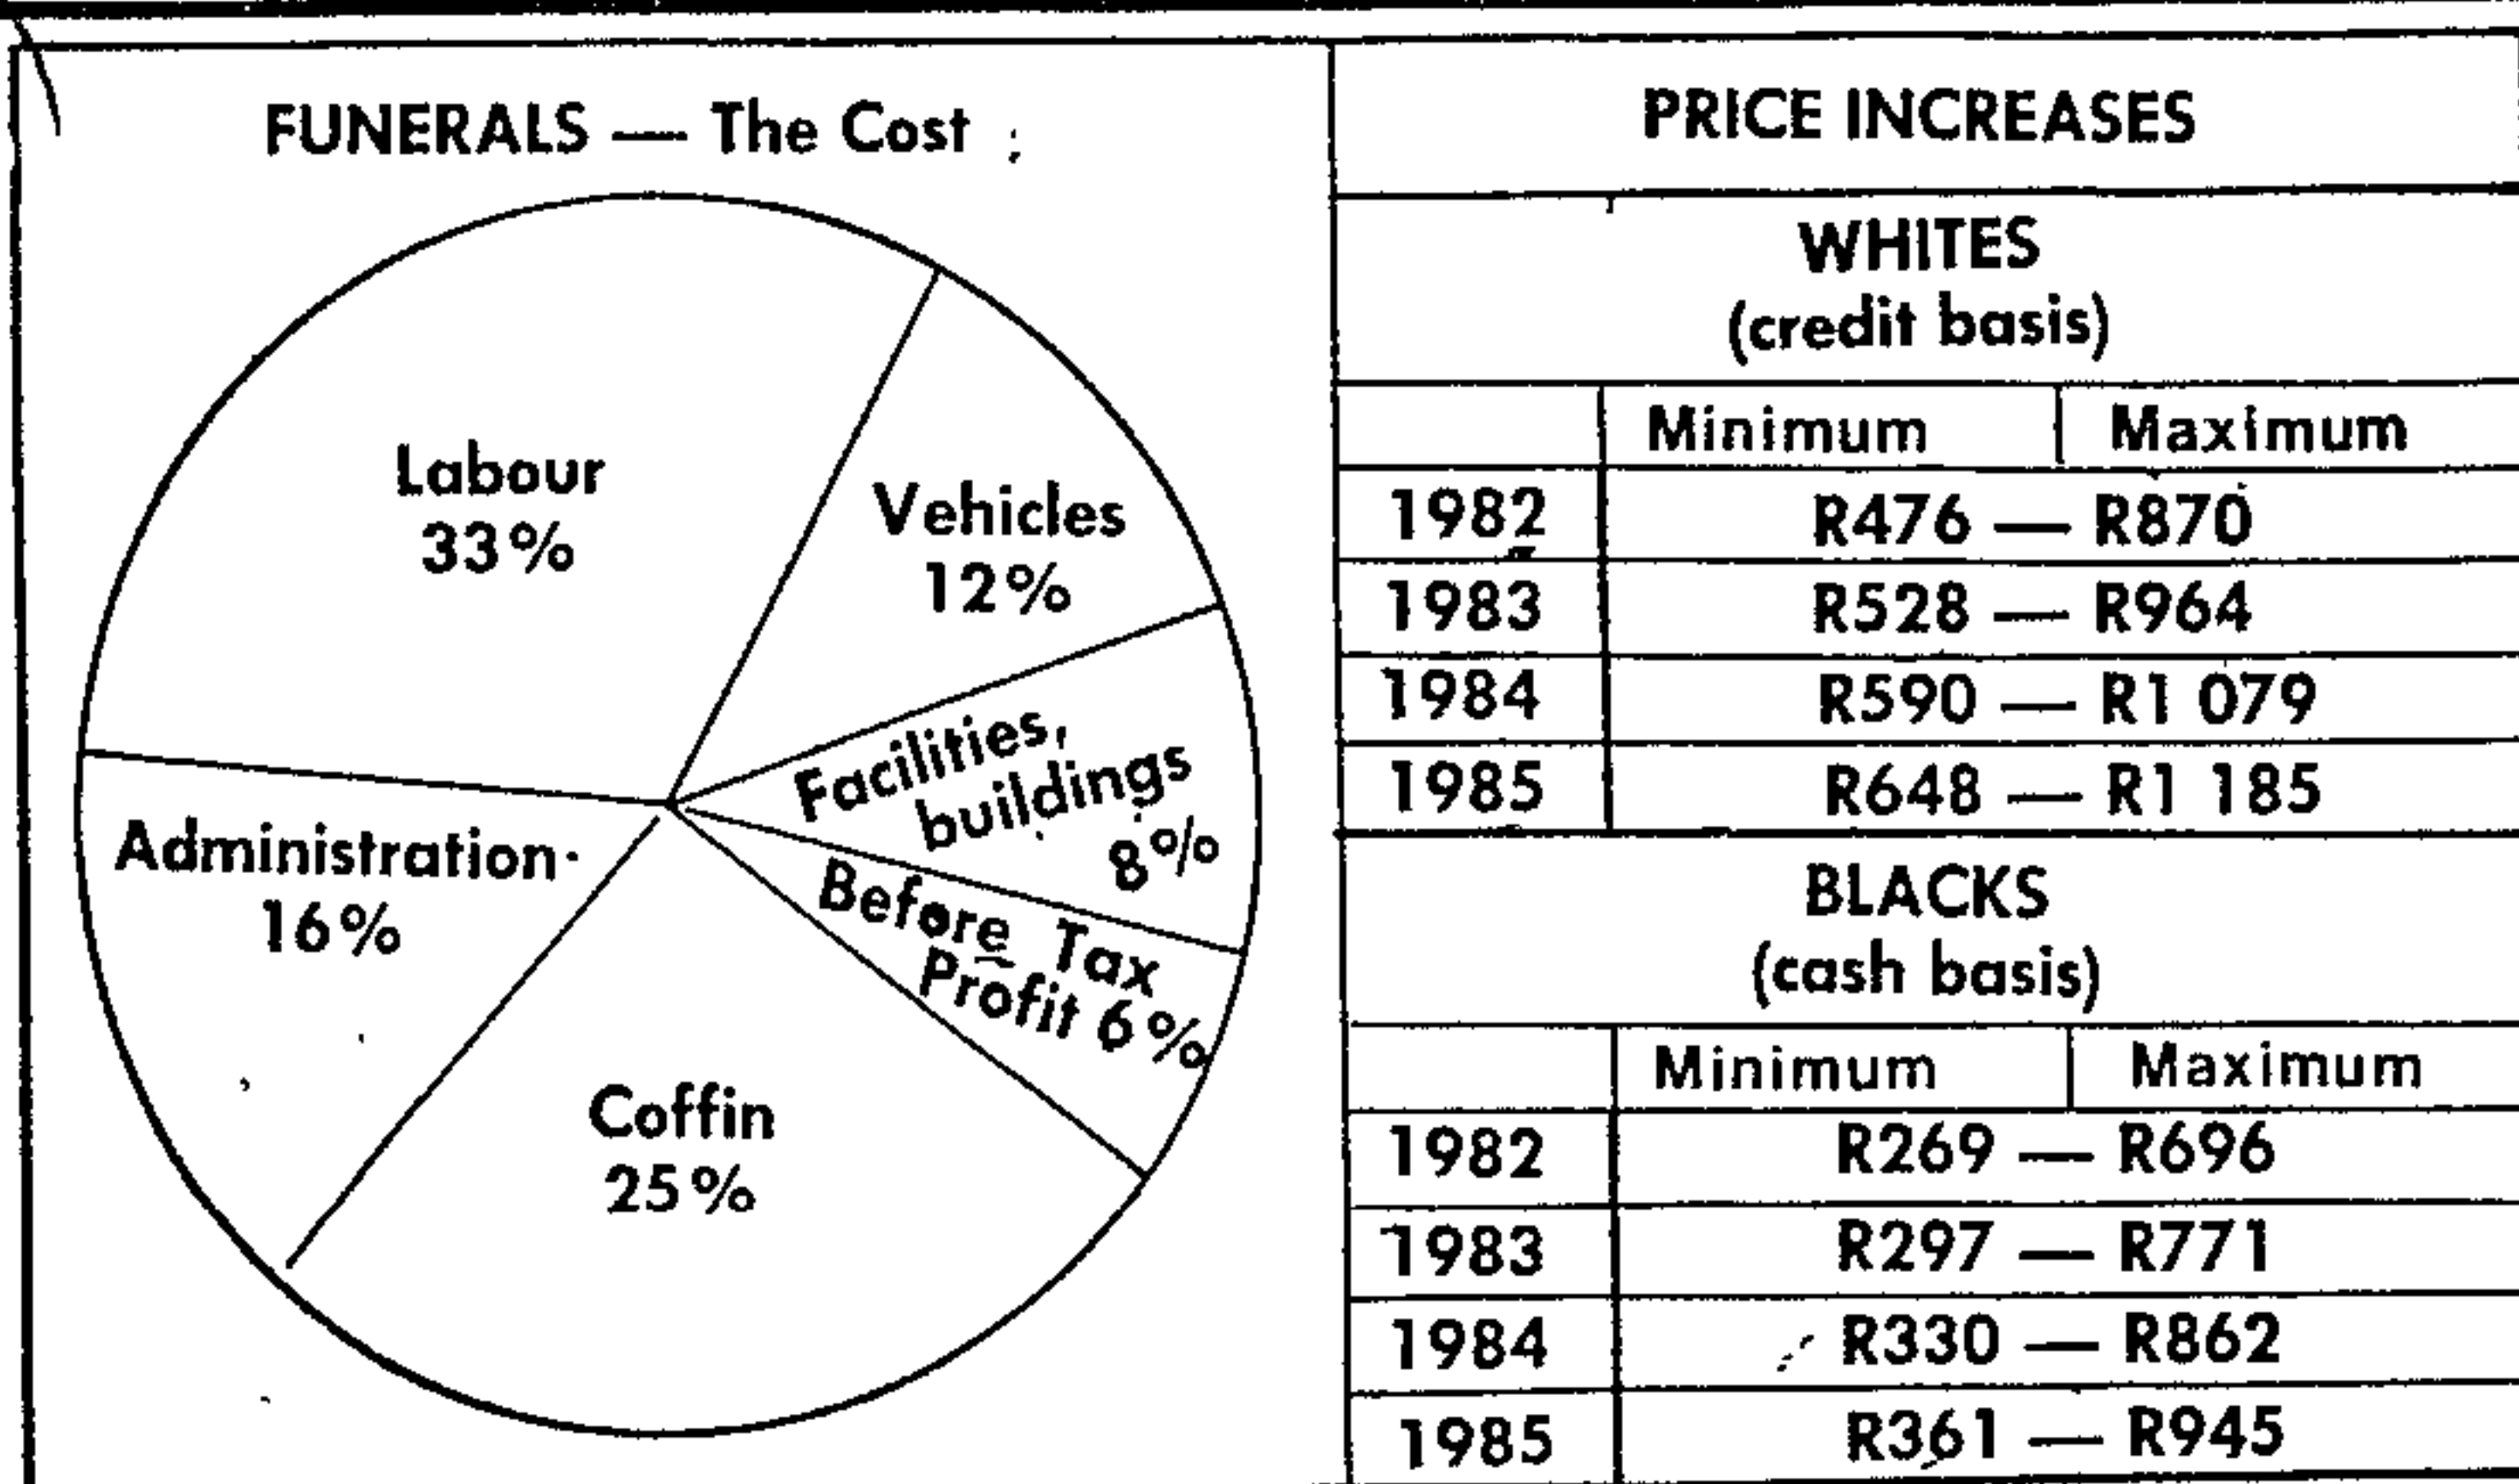 FUNERALS — The Cost
Labour
33%
Vehicles
12%
Facilities,
buildings
8%
Before Tax
Profit 6%
Administration
16%
Coffin
25%
PRICE INCREASES
WHITES
(credit basis)
Minimum Maximum
1982 R476 — R870
1983 R528 — R964
1984 R590 — R1 079
1985 R648 — R1 185
BLACKS
(cash basis)
Minimum Maximum
1982 R269 — R696
1983 R297 — R771
1984 R330 — R862
1985 R361 — R945